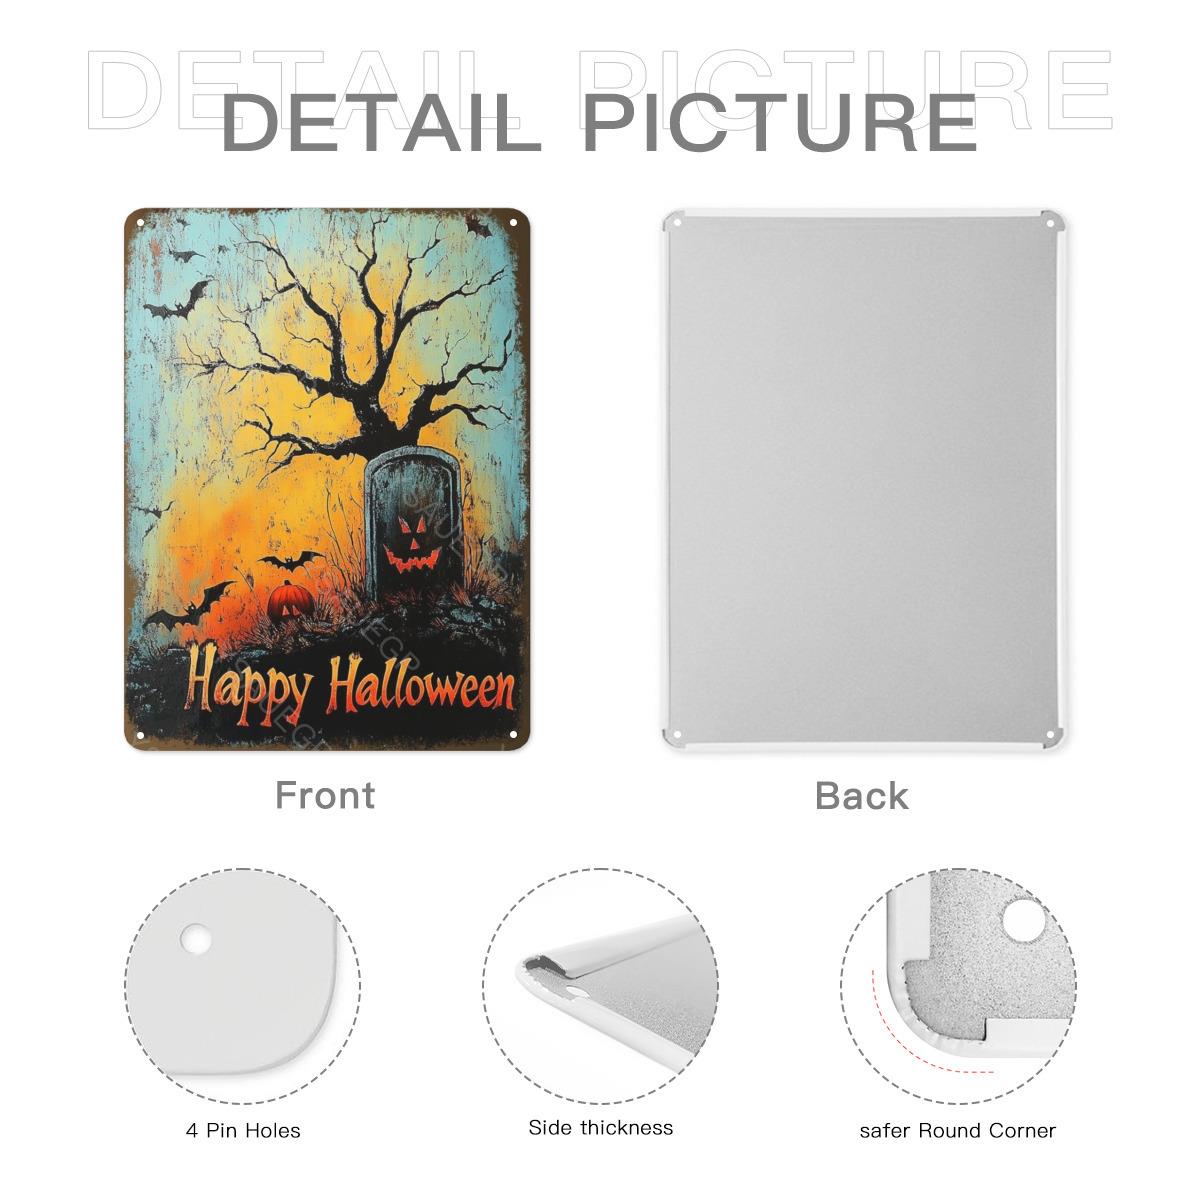 DETAIL PICTURE
DETAIL PICTURE
Happy Halloween
Front
Back
4 Pin Holes
Side thickness
safer Round Corner